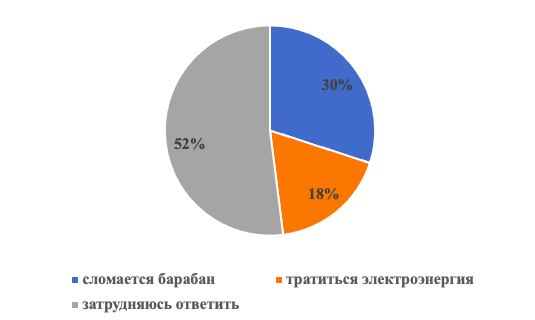 30%
52%
18%
сломается барабан
тратиться электроэнергия
затрудняюсь ответить